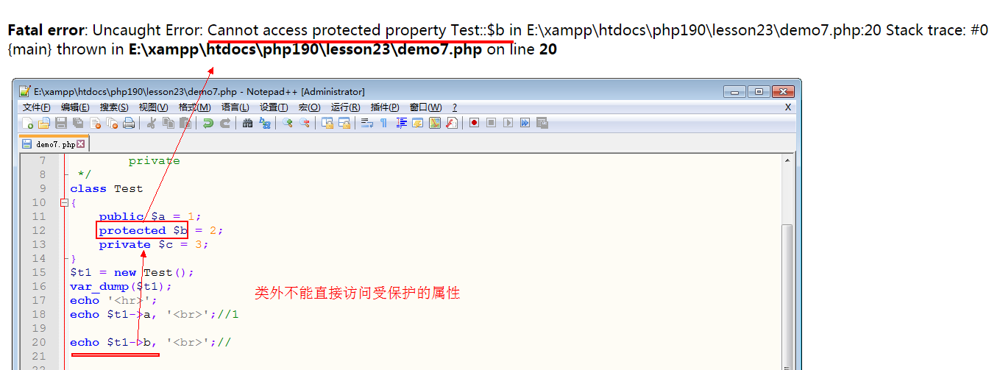 Fatal error: Uncaught Error: Cannot access protected property Test::$b in E:\xampp\htdocs\php190\lesson23\demo7.php:20 Stack trace: #0
{main} thrown in E:\xampp\htdocs\php190\lesson23\demo7.php on line 20
E:\xampp\htdocs\php190\lesson23\demo7.php - Notepad++ [Administrator]
文件(F) 编辑(E) 搜索(S) 视图(V) 格式(M) 语言(L) 设置(T) 宏(O) 运行(R) 插件(P) 窗口(W) ? X
demo7.php
7 private
8 */
9 class Test
10 {
11 public $a = 1;
12 protected $b = 2;
13 private $c = 3;
14 }
15 $t1 = new Test();
16 var_dump($t1);
类外不能直接访问受保护的属性
17 echo '<hr>';
18 echo $t1->a, '<br>';//1
19
20 echo $t1->b, '<br>';//
21
22